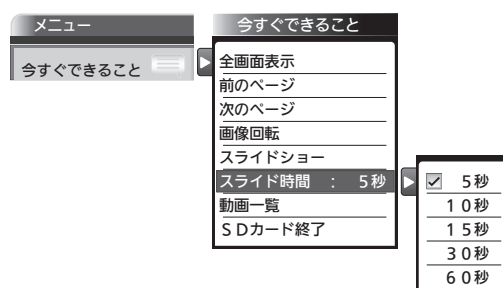 メニュー
今すぐできること
今すぐできること
全画面表示
前のページ
次のページ
画像回転
スライドショー
スライド時間 : 5秒
動画一覧
SDカード終了
5秒
10秒
15秒
30秒
60秒